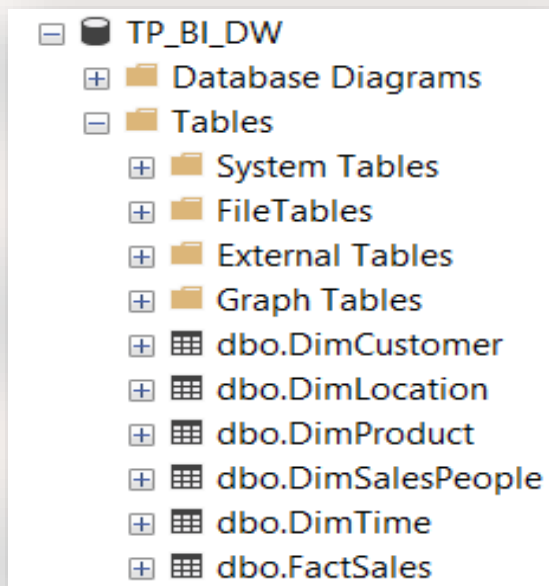 TP_BI_DW
Database Diagrams
Tables
System Tables
FileTables
External Tables
Graph Tables
dbo.DimCustomer
dbo.DimLocation
dbo.DimProduct
dbo.DimSalesPeople
dbo.DimTime
dbo.FactSales